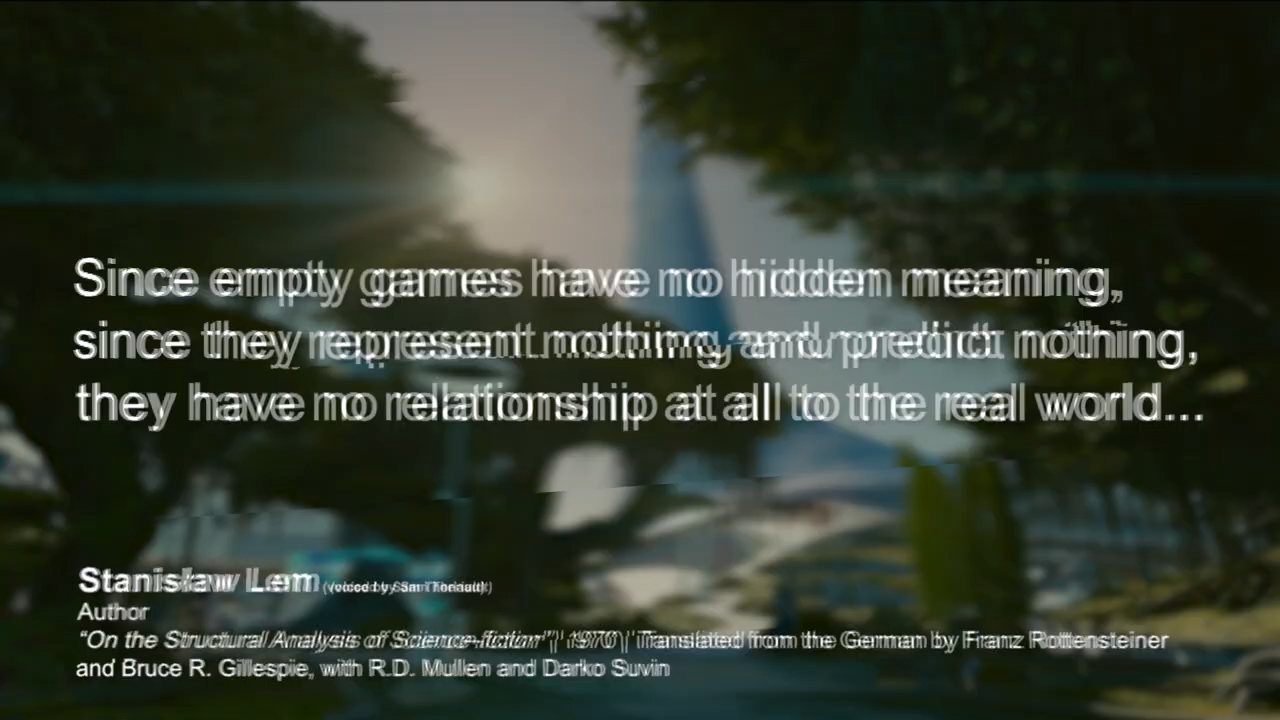 Since empty games have no hidden meaning,
since they represent nothing and predict nothing,
they have no relationship at all to the real world...
Stanisław Lem (voiced by Sam Theriault)
Author
“On the Structural Analysis of Science-fiction” | 1970 | Translated from the German by Franz Rottensteiner
and Bruce R. Gillespie, with R.D. Mullen and Darko Suvin